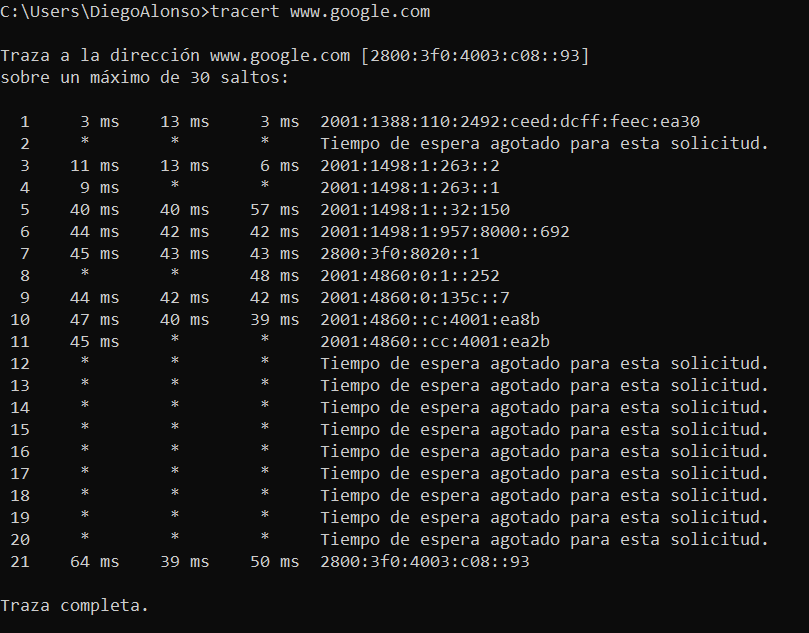 C:\Users\DiegoAlonso>tracert www.google.com
Traza a la dirección www.google.com [2800:3f0:4003:c08::93]
sobre un máximo de 30 saltos:
1 3 ms 13 ms 3 ms 2001:1388:110:2492:ceed:dcff:feec:ea30
2 * * * Tiempo de espera agotado para esta solicitud.
3 11 ms 13 ms 6 ms 2001:1498:1:263::2
4 9 ms * * 2001:1498:1:263::1
5 40 ms 40 ms 57 ms 2001:1498:1::32:150
6 44 ms 42 ms 42 ms 2001:1498:1:957:8000::692
7 45 ms 43 ms 43 ms 2800:3f0:8020::1
8 * * 48 ms 2001:4860:0:1::252
9 44 ms 42 ms 42 ms 2001:4860:0:135c::7
10 47 ms 40 ms 39 ms 2001:4860::c:4001:ea8b
11 45 ms * * 2001:4860::cc:4001:ea2b
12 * * * Tiempo de espera agotado para esta solicitud.
13 * * * Tiempo de espera agotado para esta solicitud.
14 * * * Tiempo de espera agotado para esta solicitud.
15 * * * Tiempo de espera agotado para esta solicitud.
16 * * * Tiempo de espera agotado para esta solicitud.
17 * * * Tiempo de espera agotado para esta solicitud.
18 * * * Tiempo de espera agotado para esta solicitud.
19 * * * Tiempo de espera agotado para esta solicitud.
20 * * * Tiempo de espera agotado para esta solicitud.
21 64 ms 39 ms 50 ms 2800:3f0:4003:c08::93
Traza completa.